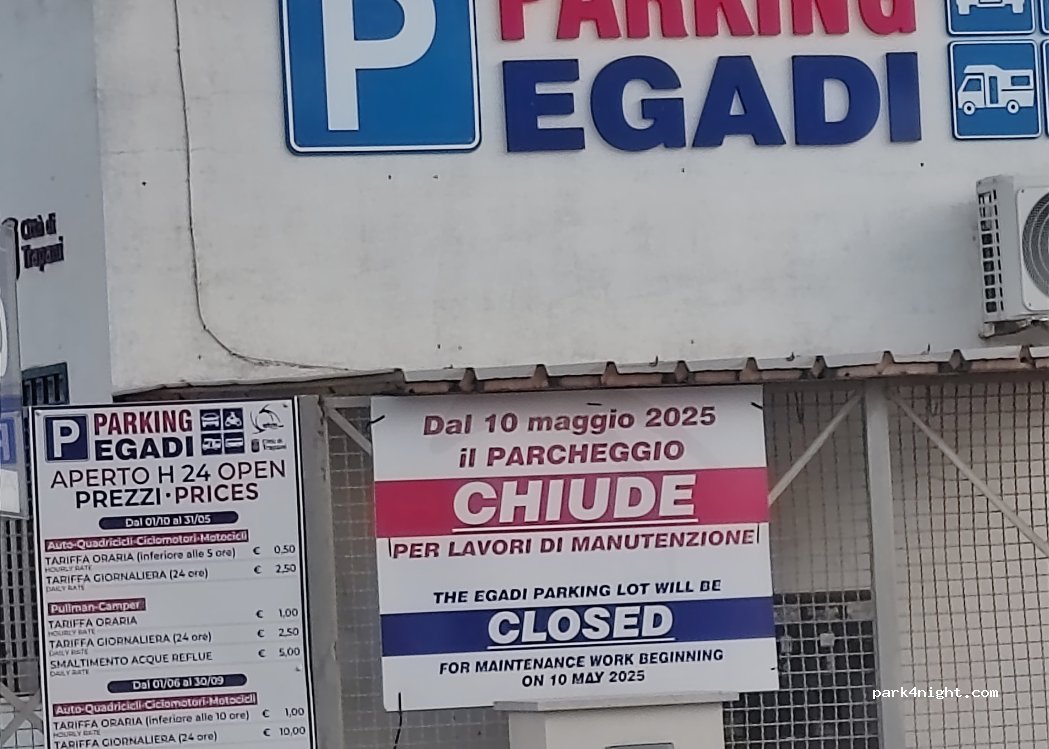 P
PARKING
EGADI
Città di
Trapani
P
PARKING
EGADI
APERTO H 24 OPEN
PREZZI • PRICES
Dal 01/10 al 31/05
Auto-Quadricicli-Ciclomotori-Motocicli
TARIFFA ORARIA (inferiore alle 5 ore) € 0,50
HOURLY RATE
TARIFFA GIORNALIERA (24 ore) € 2,50
DAILY RATE
Pullman-Camper
TARIFFA ORARIA € 1,00
HOURLY RATE
TARIFFA GIORNALIERA (24 ore) € 2,50
DAILY RATE
SMALTIMENTO ACQUE REFLUE € 5,00
DAILY RATE
Dal 01/06 al 30/09
Auto-Quadricicli-Ciclomotori-Motocicli
TARIFFA ORARIA (inferiore alle 10 ore) € 1,00
HOURLY RATE
TARIFFA GIORNALIERA (24 ore) € 10,00
DAILY RATE
Dal 10 maggio 2025
il PARCHEGGIO
CHIUDE
PER LAVORI DI MANUTENZIONE
THE EGADI PARKING LOT WILL BE
CLOSED
FOR MAINTENANCE WORK BEGINNING
ON 10 MAY 2025
park4night.com